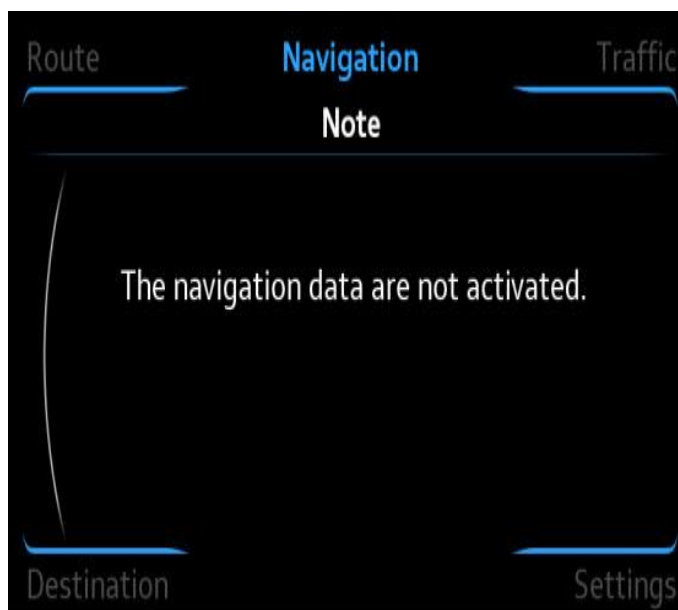 Route Navigation Traffic
Note
The navigation data are not activated.
Destination Settings